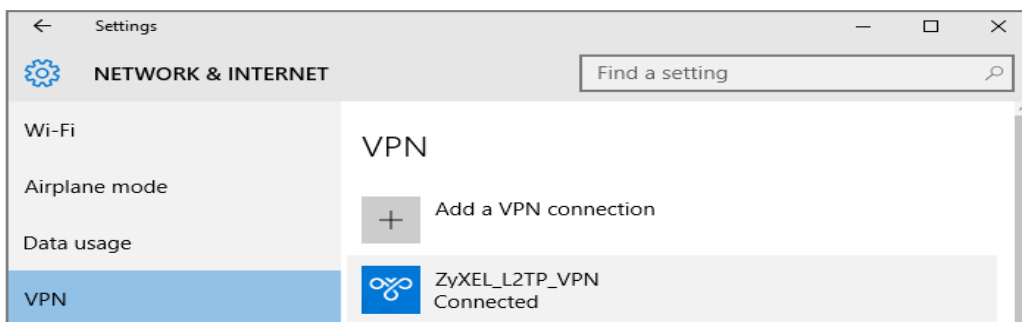 Settings
NETWORK & INTERNET
Find a setting
Wi-Fi
Airplane mode
Data usage
VPN
VPN
Add a VPN connection
ZyXEL_L2TP_VPN
Connected